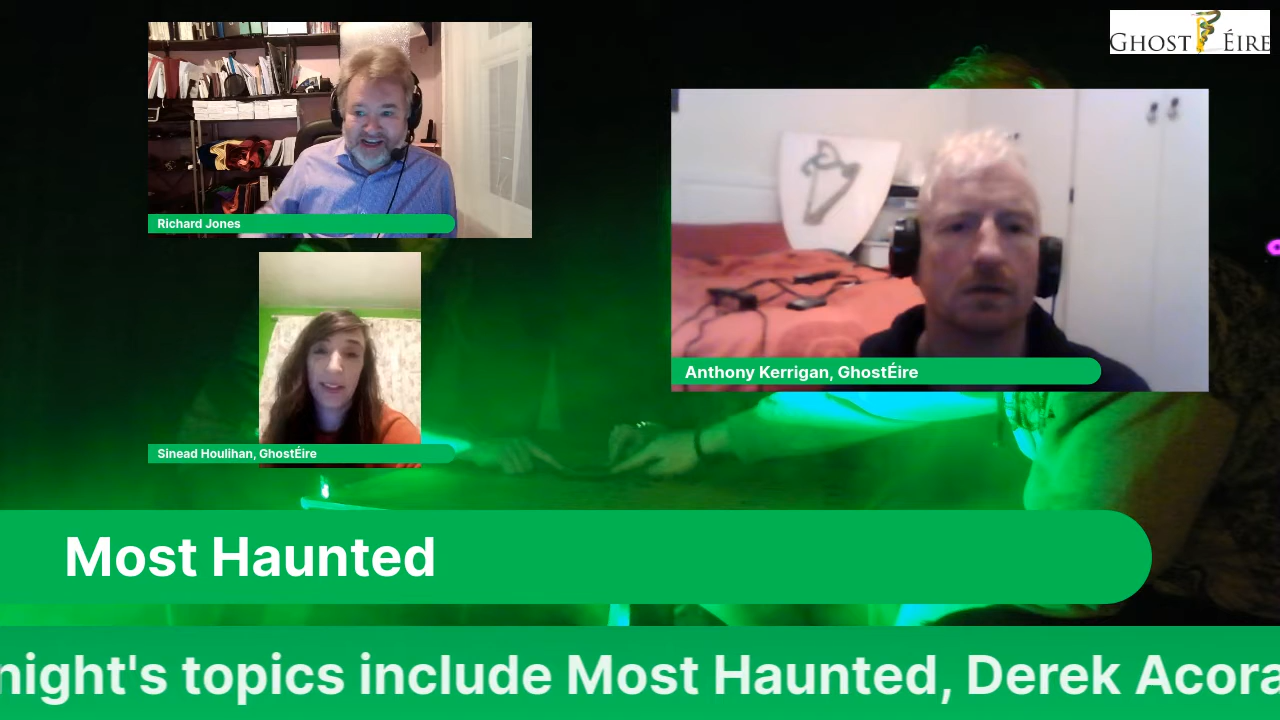 GHOST ÉIRE
Richard Jones
Anthony Kerrigan, GhostÉire
Sinead Houlihan, GhostÉire
Most Haunted
night's topics include Most Haunted, Derek Acora